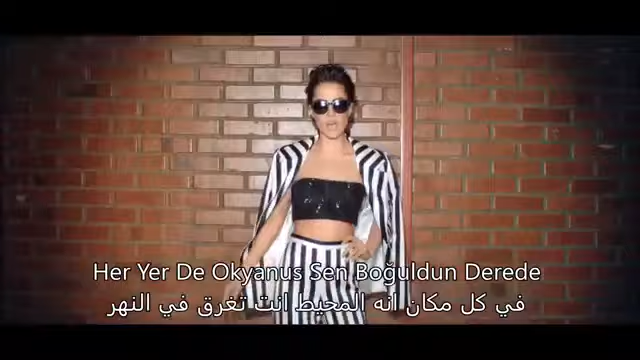 Her Yer De Okyanus Sen Boğuldun Derede
في كل مكان انه المحيط انت تغرق في النهر